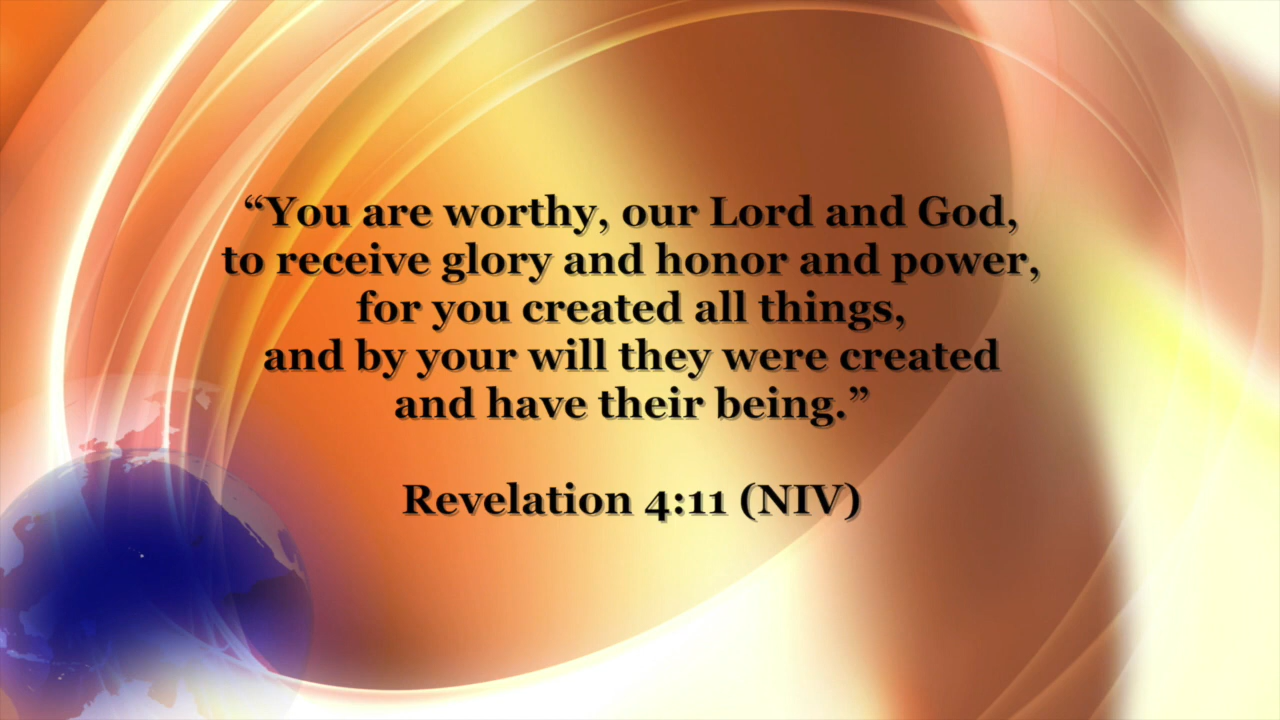 “You are worthy, our Lord and God,
to receive glory and honor and power,
for you created all things,
and by your will they were created
and have their being.”
Revelation 4:11 (NIV)